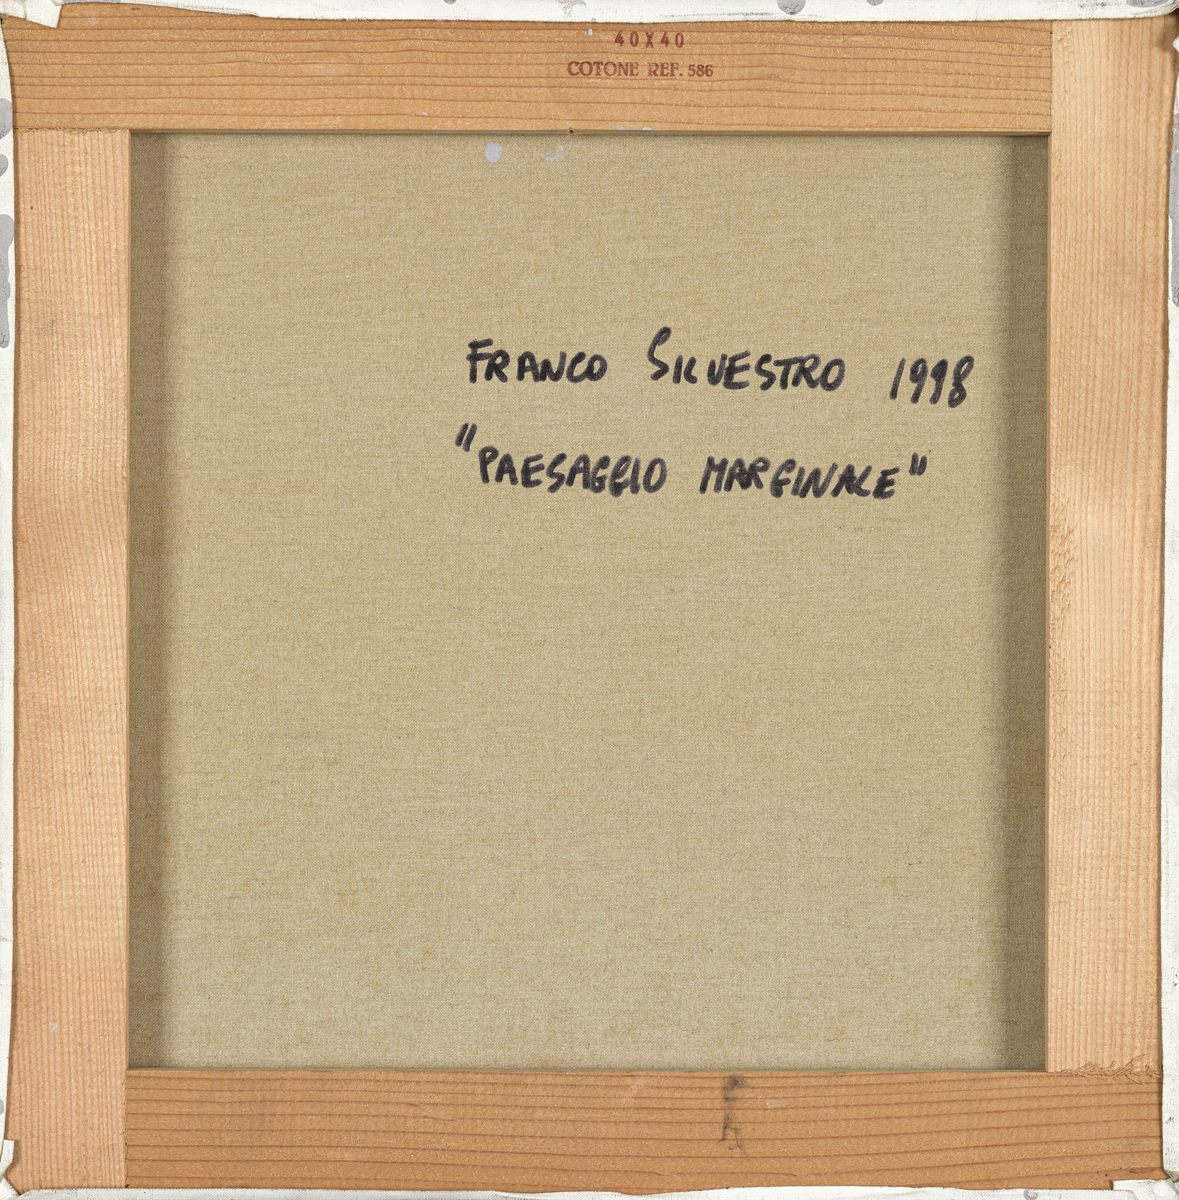 40X40
COTONE REF. 586
FRANCO SILVESTRO 1998
"PAESAGGIO MARGINALE"